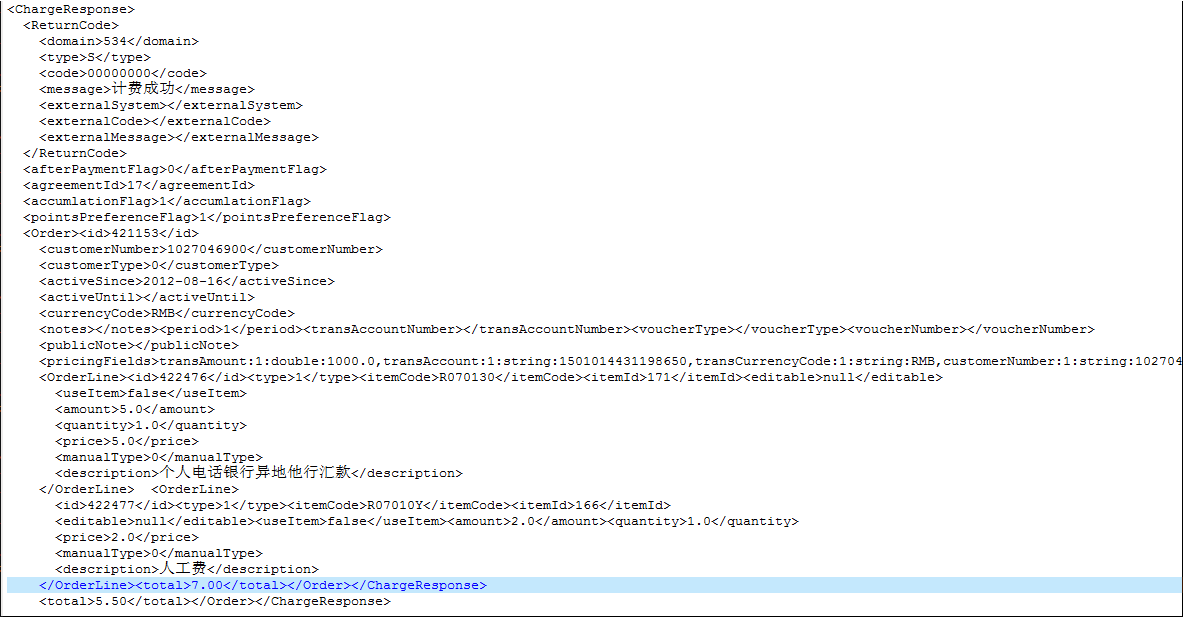 <ChargeResponse>
<ReturnCode>
<domain>534</domain>
<type>S</type>
<code>00000000</code>
<message>计费成功</message>
<externalSystem></externalSystem>
<externalCode></externalCode>
<externalMessage></externalMessage>
</ReturnCode>
<afterPaymentFlag>0</afterPaymentFlag>
<agreementId>17</agreementId>
<accumlationFlag>1</accumlationFlag>
<pointsPreferenceFlag>1</pointsPreferenceFlag>
<Order><id>421153</id>
<customerNumber>1027046900</customerNumber>
<customerType>0</customerType>
<activeSince>2012-08-16</activeSince>
<activeUntil></activeUntil>
<currencyCode>RMB</currencyCode>
<notes></notes><period>1</period><transAccountNumber></transAccountNumber><voucherType></voucherType><voucherNumber></voucherNumber>
<publicNote></publicNote>
<pricingFields>transAmount:1:double:1000.0,transAccount:1:string:1501014431198650,transCurrencyCode:1:string:RMB,customerNumber:1:string:102704
<OrderLine><id>422476</id><type>1</type><itemCode>R070130</itemCode><itemId>171</itemId><editable>null</editable>
<useItem>false</useItem>
<amount>5.0</amount>
<quantity>1.0</quantity>
<price>5.0</price>
<manualType>0</manualType>
<description>个人电话银行异地他行汇款</description>
</OrderLine>  <OrderLine>
<id>422477</id><type>1</type><itemCode>R07010Y</itemCode><itemId>166</itemId>
<editable>null</editable><useItem>false</useItem><amount>2.0</amount><quantity>1.0</quantity>
<price>2.0</price>
<manualType>0</manualType>
<description>人工费</description>
</OrderLine><total>7.00</total></Order></ChargeResponse>
<total>5.50</total></Order></ChargeResponse>